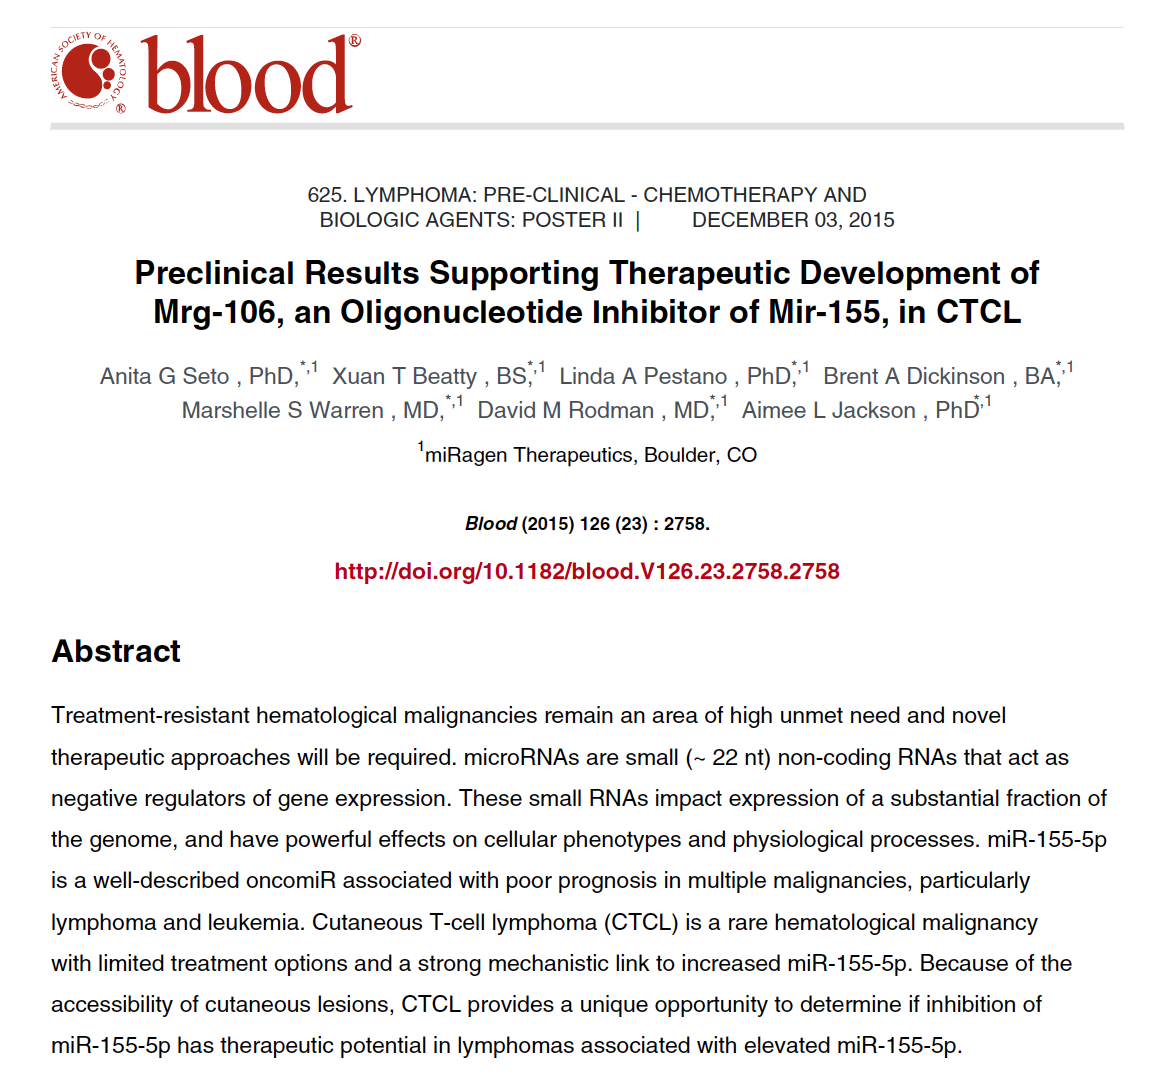 AMERICAN SOCIETY OF HEMATOLOGY ®
blood®
625. LYMPHOMA: PRE-CLINICAL - CHEMOTHERAPY AND
BIOLOGIC AGENTS: POSTER II | DECEMBER 03, 2015
Preclinical Results Supporting Therapeutic Development of
Mrg-106, an Oligonucleotide Inhibitor of Mir-155, in CTCL
Anita G Seto , PhD,*,1 Xuan T Beatty , BS,*,1 Linda A Pestano , PhD,*,1 Brent A Dickinson , BA,*,1
Marshelle S Warren , MD,*,1 David M Rodman , MD,*,1 Aimee L Jackson , PhD*,1
1miRagen Therapeutics, Boulder, CO
Blood (2015) 126 (23) : 2758.
http://doi.org/10.1182/blood.V126.23.2758.2758
Abstract
Treatment-resistant hematological malignancies remain an area of high unmet need and novel
therapeutic approaches will be required. microRNAs are small (~ 22 nt) non-coding RNAs that act as
negative regulators of gene expression. These small RNAs impact expression of a substantial fraction of
the genome, and have powerful effects on cellular phenotypes and physiological processes. miR-155-5p
is a well-described oncomiR associated with poor prognosis in multiple malignancies, particularly
lymphoma and leukemia. Cutaneous T-cell lymphoma (CTCL) is a rare hematological malignancy
with limited treatment options and a strong mechanistic link to increased miR-155-5p. Because of the
accessibility of cutaneous lesions, CTCL provides a unique opportunity to determine if inhibition of
miR-155-5p has therapeutic potential in lymphomas associated with elevated miR-155-5p.